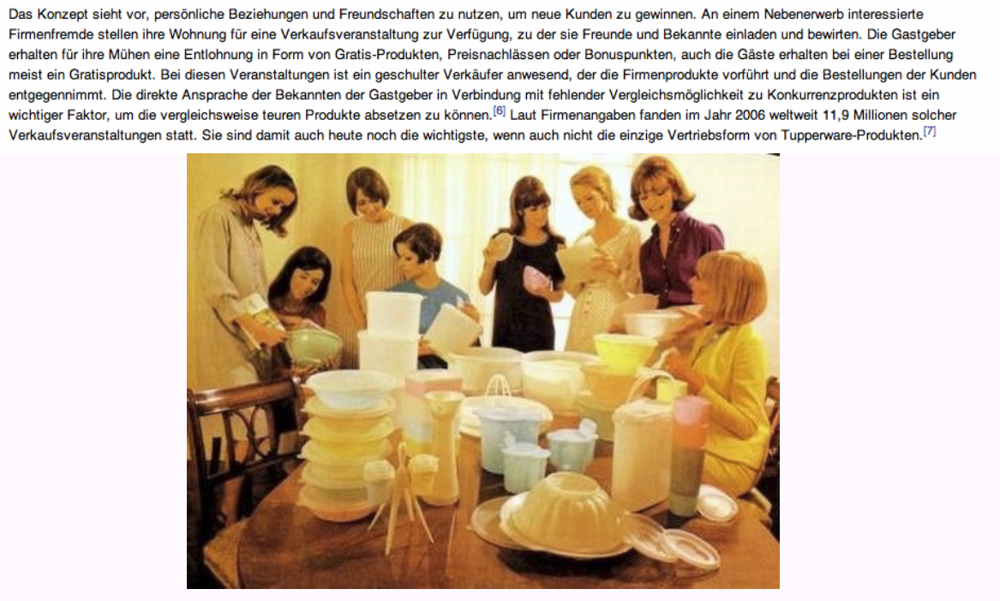 Das Konzept sieht vor, persönliche Beziehungen und Freundschaften zu nutzen, um neue Kunden zu gewinnen. An einem Nebenerwerb interessierte
Firmenfremde stellen ihre Wohnung für eine Verkaufsveranstaltung zur Verfügung, zu der sie Freunde und Bekannte einladen und bewirten. Die Gastgeber
erhalten für ihre Mühen eine Entlohnung in Form von Gratis-Produkten, Preisnachlässen oder Bonuspunkten, auch die Gäste erhalten bei einer Bestellung
meist ein Gratisprodukt. Bei diesen Veranstaltungen ist ein geschulter Verkäufer anwesend, der die Firmenprodukte vorführt und die Bestellungen der Kunden
entgegennimmt. Die direkte Ansprache der Bekannten der Gastgeber in Verbindung mit fehlender Vergleichsmöglichkeit zu Konkurrenzprodukten ist ein
wichtiger Faktor, um die vergleichsweise teuren Produkte absetzen zu können.[6] Laut Firmenangaben fanden im Jahr 2006 weltweit 11,9 Millionen solcher
Verkaufsveranstaltungen statt. Sie sind damit auch heute noch die wichtigste, wenn auch nicht die einzige Vertriebsform von Tupperware-Produkten.[7]